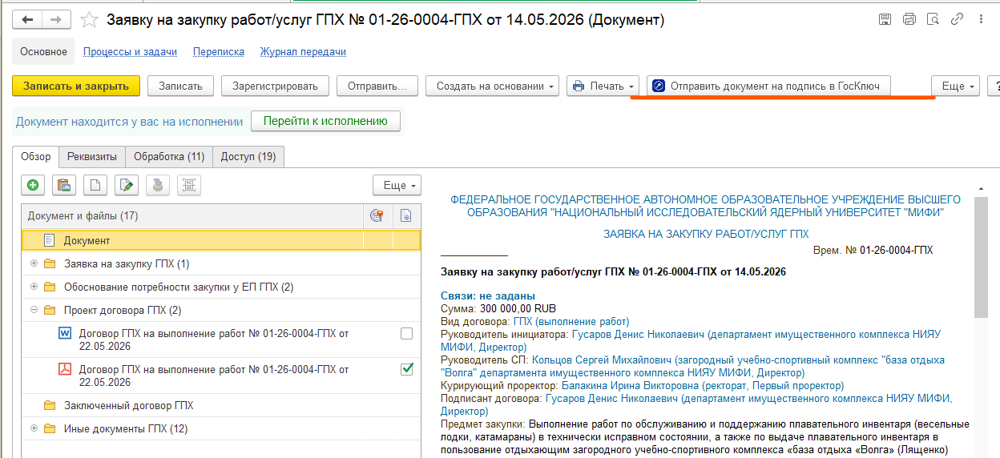 Заявку на закупку работ/услуг ГПХ № 01-26-0004-ГПХ от 14.05.2026 (Документ)
Основное Процессы и задачи Переписка Журнал передачи
Записать и закрыть Записать Зарегистрировать Отправить... Создать на основании Печать Отправить документ на подпись в ГосКлюч Еще ?
Документ находится у вас на исполнении Перейти к исполнению
Обзор Реквизиты Обработка (11) Доступ (19)
Еще
Документ и файлы (17)
Документ
Заявка на закупку ГПХ (1)
Обоснование потребности закупки у ЕП ГПХ (2)
Проект договора ГПХ (2)
Договор ГПХ на выполнение работ № 01-26-0004-ГПХ от
22.05.2026
Договор ГПХ на выполнение работ № 01-26-0004-ГПХ от
22.05.2026
Заключенный договор ГПХ
Иные документы ГПХ (12)
ФЕДЕРАЛЬНОЕ ГОСУДАРСТВЕННОЕ АВТОНОМНОЕ ОБРАЗОВАТЕЛЬНОЕ УЧРЕЖДЕНИЕ ВЫСШЕГО
ОБРАЗОВАНИЯ "НАЦИОНАЛЬНЫЙ ИССЛЕДОВАТЕЛЬСКИЙ ЯДЕРНЫЙ УНИВЕРСИТЕТ "МИФИ"
ЗАЯВКА НА ЗАКУПКУ РАБОТ/УСЛУГ ГПХ
Врем. № 01-26-0004-ГПХ
Заявку на закупку работ/услуг ГПХ № 01-26-0004-ГПХ от 14.05.2026
Связи: не заданы
Сумма: 300 000,00 RUB
Вид договора: ГПХ (выполнение работ)
Руководитель инициатора: Гусаров Денис Николаевич (департамент имущественного комплекса НИЯУ
МИФИ, Директор)
Руководитель СП: Кольцов Сергей Михайлович (загородный учебно-спортивный комплекс "база отдыха
"Волга" департамента имущественного комплекса НИЯУ МИФИ, Директор)
Курирующий проректор: Балакина Ирина Викторовна (ректорат, Первый проректор)
Подписант договора: Гусаров Денис Николаевич (департамент имущественного комплекса НИЯУ МИФИ,
Директор)
Предмет закупки: Выполнение работ по обслуживанию и поддержанию плавательного инвентаря (весельные
лодки, катамараны) в технически исправном состоянии, а также по выдаче плавательного инвентаря в
пользование отдыхающим загородного учебно-спортивного комплекса «база отдыха «Волга» (Лященко)